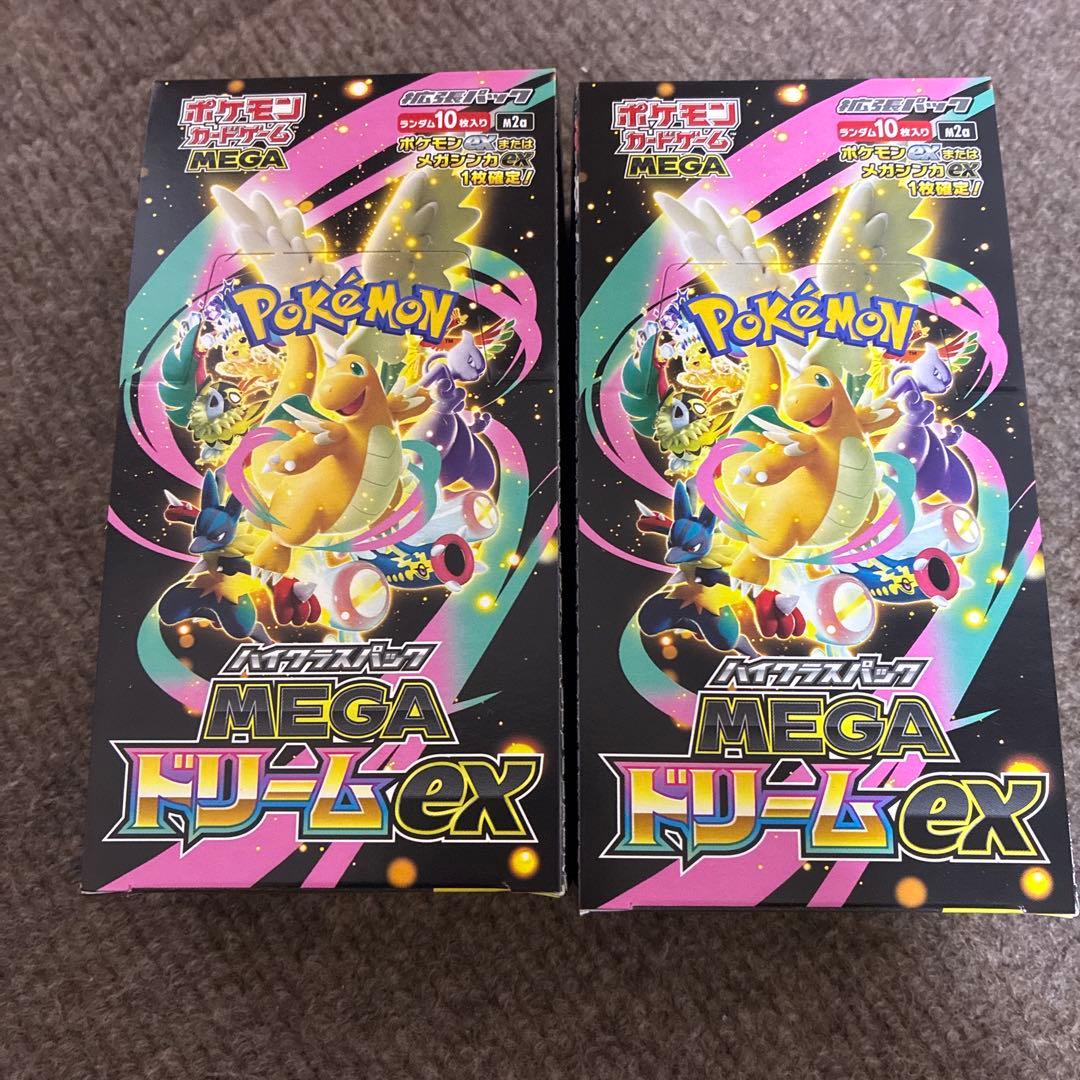 ポケモン
カードゲーム
MEGA
拡張パック
ランダム10枚入り M2a
ポケモンexまたは
メガシンカex
1枚確定!
POKéMON
TM
ハイクラスパック
MEGA
ドリームex
ポケモン
カードゲーム
MEGA
拡張パック
ランダム10枚入り M2a
ポケモンexまたは
メガシンカex
1枚確定!
POKéMON
TM
ハイクラスパック
MEGA
ドリームex